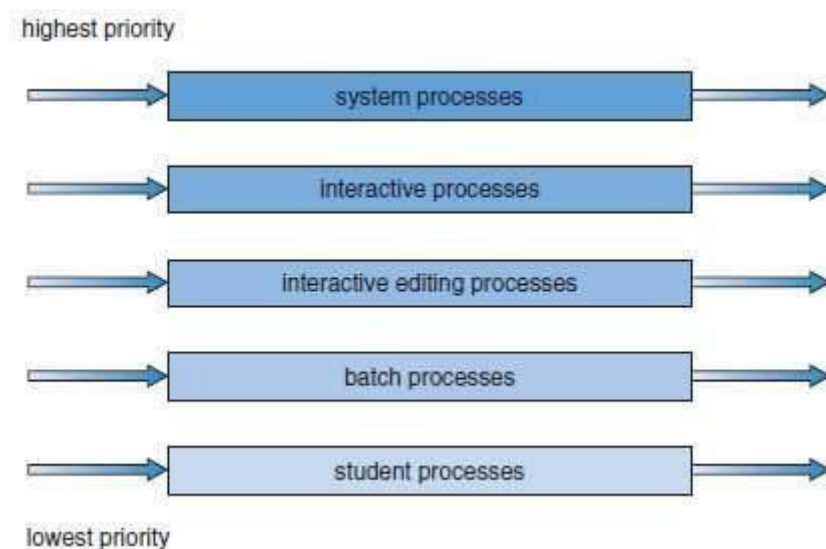 highest priority
system processes
interactive processes
interactive editing processes
batch processes
student processes
lowest priority